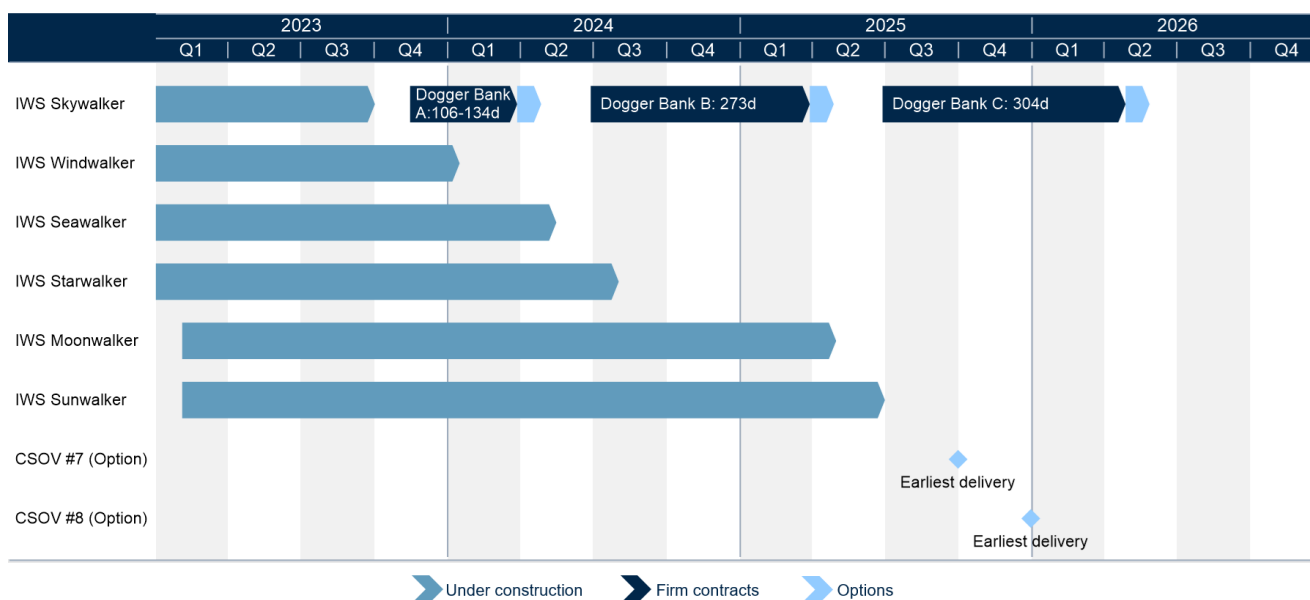 2023 2024 2025 2026
Q1 Q2 Q3 Q4 Q1 Q2 Q3 Q4 Q1 Q2 Q3 Q4 Q1 Q2 Q3 Q4
IWS Skywalker
Dogger Bank
A:106-134d
Dogger Bank B: 273d
Dogger Bank C: 304d
IWS Windwalker
IWS Seawalker
IWS Starwalker
IWS Moonwalker
IWS Sunwalker
CSOV #7 (Option)
Earliest delivery
CSOV #8 (Option)
Earliest delivery
Under construction Firm contracts Options